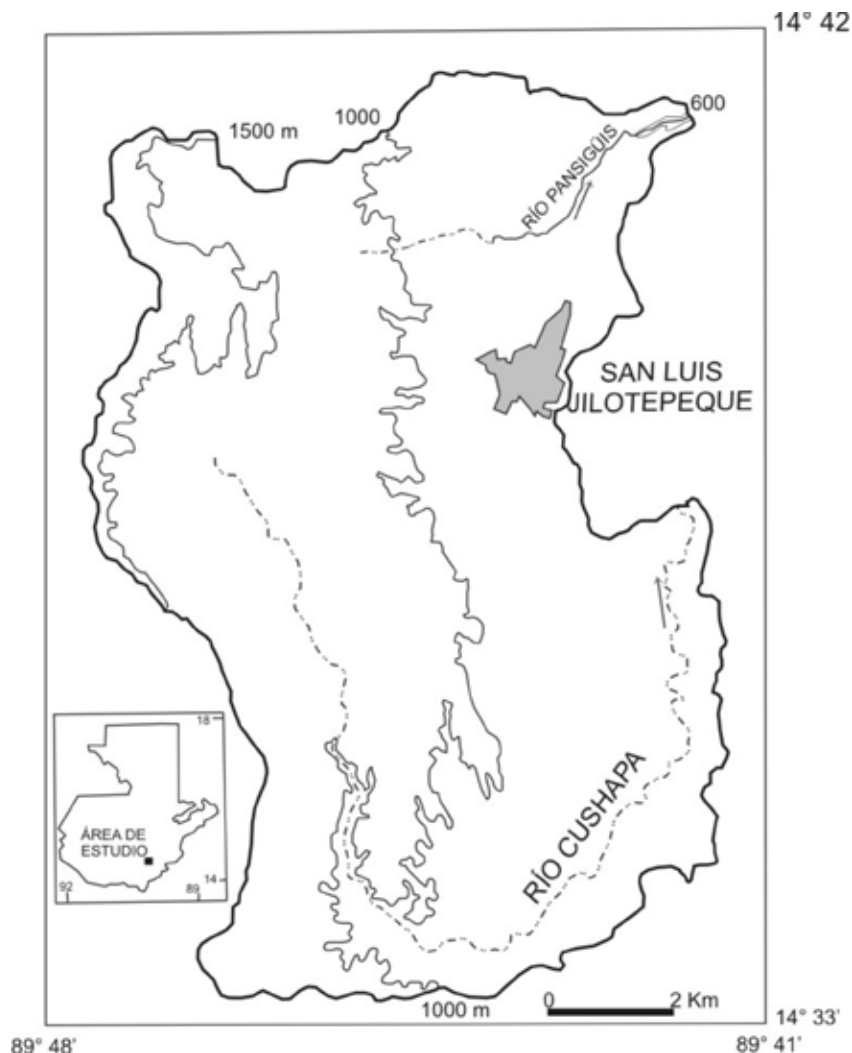 14° 42
600
1000
1500 m
RÍO PANSIGÜIS
SAN LUIS
JILOTEPEQUE
18
ÁREA DE
ESTUDIO
14
92
89
RÍO CUSHAPA
1000 m
0
2 Km
14° 33'
89° 48'
89° 41'